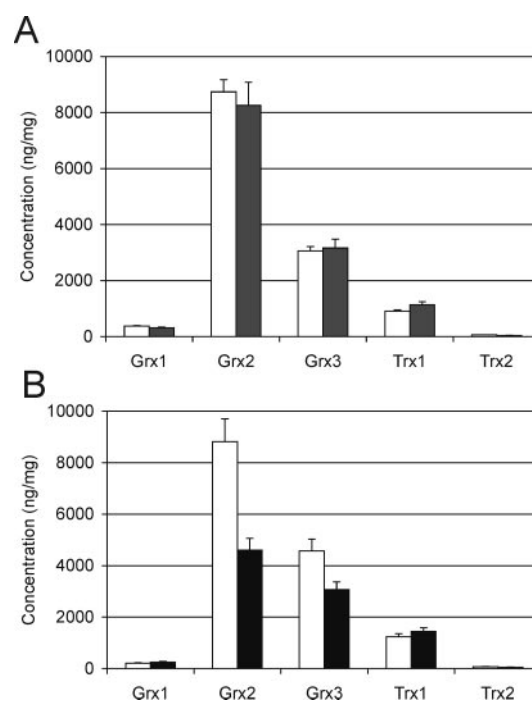 A
Concentration (ng/mg)
10000
8000
6000
4000
2000
0
Grx1 Grx2 Grx3 Trx1 Trx2
B
Concentration (ng/mg)
10000
8000
6000
4000
2000
0
Grx1 Grx2 Grx3 Trx1 Trx2